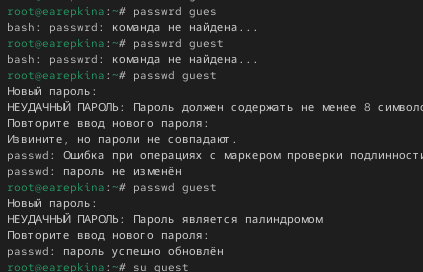 root@earepkina:~# passwrd gues
bash: passwrd: команда не найдена...
root@earepkina:~# passwrd guest
bash: passwrd: команда не найдена...
root@earepkina:~# passwd guest
Новый пароль:
НЕУДАЧНЫЙ ПАРОЛЬ: Пароль должен содержать не менее 8 символо
Повторите ввод нового пароля:
Извините, но пароли не совпадают.
passwd: Ошибка при операциях с маркером проверки подлинности
passwd: пароль не изменён
root@earepkina:~# passwd guest
Новый пароль:
НЕУДАЧНЫЙ ПАРОЛЬ: Пароль является палиндромом
Повторите ввод нового пароля:
passwd: пароль успешно обновлён
root@earepkina:~# su guest